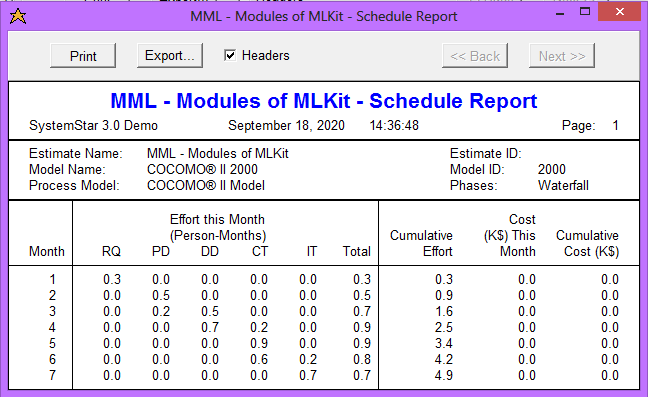 MML - Modules of MLKit - Schedule Report
Print Export... Headers << Back Next >>
MML - Modules of MLKit - Schedule Report
SystemStar 3.0 Demo September 18, 2020 14:36:48 Page: 1
Estimate Name: MML - Modules of MLKit Estimate ID:
Model Name: COCOMO® II 2000 Model ID: 2000
Process Model: COCOMO® II Model Phases: Waterfall
Effort this Month Cost
(Person-Months) Cumulative (K$) This Cumulative
Month RQ PD DD CT IT Total Effort Month Cost (K$)
1 0.3 0.0 0.0 0.0 0.0 0.3 0.3 0.0 0.0
2 0.0 0.5 0.0 0.0 0.0 0.5 0.9 0.0 0.0
3 0.0 0.2 0.5 0.0 0.0 0.7 1.6 0.0 0.0
4 0.0 0.0 0.7 0.2 0.0 0.9 2.5 0.0 0.0
5 0.0 0.0 0.0 0.9 0.0 0.9 3.4 0.0 0.0
6 0.0 0.0 0.0 0.6 0.2 0.8 4.2 0.0 0.0
7 0.0 0.0 0.0 0.0 0.7 0.7 4.9 0.0 0.0